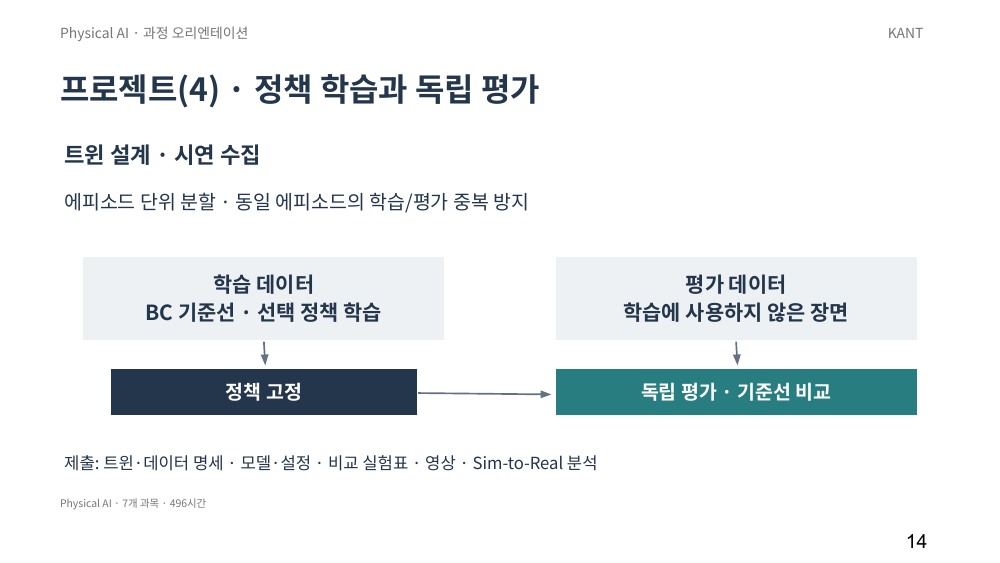 Physical AI · 과정 오리엔테이션
KANT
프로젝트(4) · 정책 학습과 독립 평가
트윈 설계 · 시연 수집
에피소드 단위 분할 · 동일 에피소드의 학습/평가 중복 방지
학습 데이터
BC 기준선 · 선택 정책 학습
평가 데이터
학습에 사용하지 않은 장면
정책 고정
독립 평가 · 기준선 비교
제출: 트윈·데이터 명세 · 모델·설정 · 비교 실험표 · 영상 · Sim-to-Real 분석
Physical AI · 7개 과목 · 496시간
14